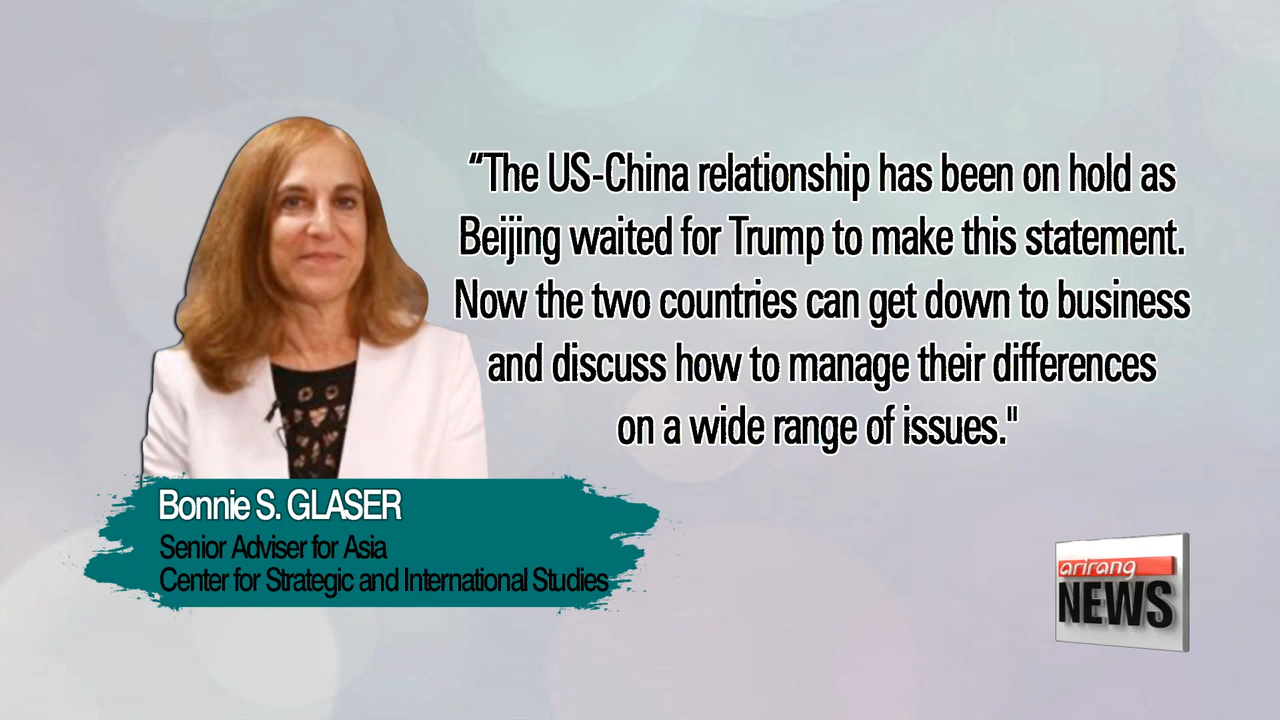 “The US-China relationship has been on hold as
Beijing waited for Trump to make this statement.
Now the two countries can get down to business
and discuss how to manage their differences
on a wide range of issues."
Bonnie S. GLASER
Senior Adviser for Asia
Center for Strategic and International Studies
arirang
NEWS